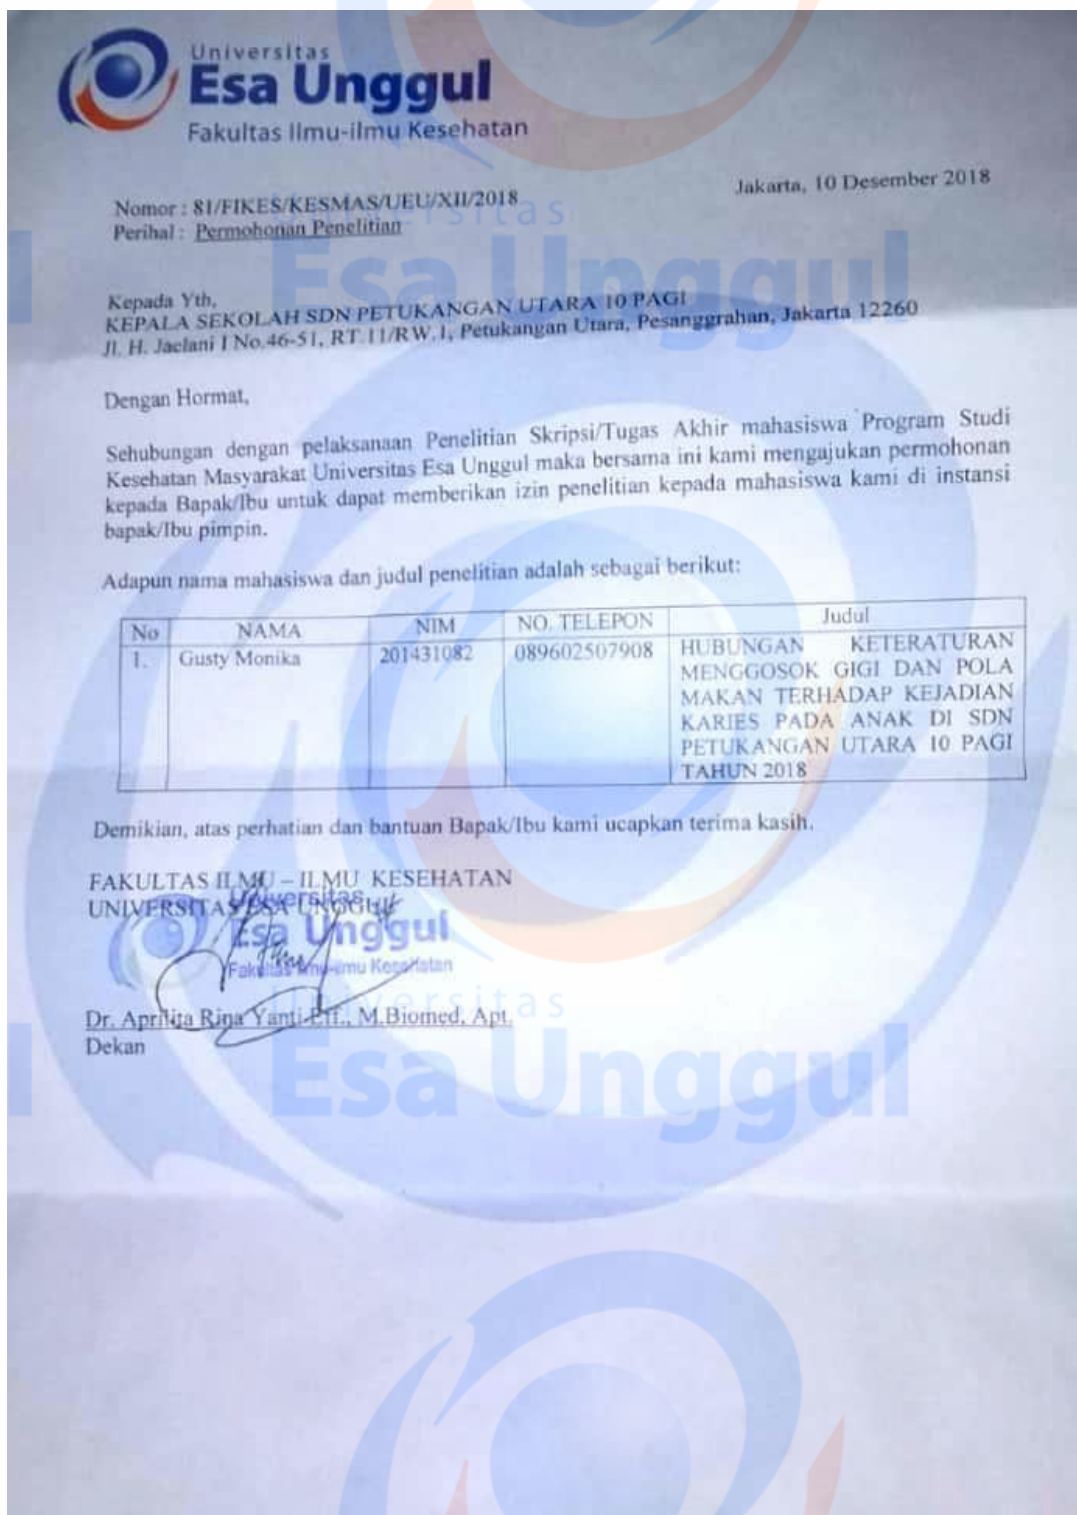 Universitas
Esa Unggul
Fakultas Ilmu-ilmu Kesehatan
Nomor : 81/FIKES/KESMAS/UEU/XII/2018
Jakarta, 10 Desember 2018
Perihal : Permohonan Penelitian
Kepada Yth,
KEPALA SEKOLAH SDN PETUKANGAN UTARA 10 PAGI
Jl. H. Jaelani I No.46-51, RT.11/RW.1, Petukangan Utara, Pesanggrahan, Jakarta 12260
Dengan Hormat,
Sehubungan dengan pelaksanaan Penelitian Skripsi/Tugas Akhir mahasiswa Program Studi
Kesehatan Masyarakat Universitas Esa Unggul maka bersama ini kami mengajukan permohonan
kepada Bapak/Ibu untuk dapat memberikan izin penelitian kepada mahasiswa kami di instansi
bapak/Ibu pimpin.
Adapun nama mahasiswa dan judul penelitian adalah sebagai berikut:
No NAMA NIM NO. TELEPON Judul
1. Gusty Monika 201431082 089602507908 HUBUNGAN KETERATURAN
MENGGOSOK GIGI DAN POLA
MAKAN TERHADAP KEJADIAN
KARIES PADA ANAK DI SDN
PETUKANGAN UTARA 10 PAGI
TAHUN 2018
Demikian, atas perhatian dan bantuan Bapak/Ibu kami ucapkan terima kasih.
FAKULTAS ILMU – ILMU KESEHATAN
UNIVERSITAS ESA UNGGUL
Universitas
Esa Unggul
Fakultas Ilmu-ilmu Kesehatan
Dr. Aprilita Rina Yanti Eff., M.Biomed, Apt.
Dekan
Universitas
Esa Unggul
Universitas
Esa Unggul